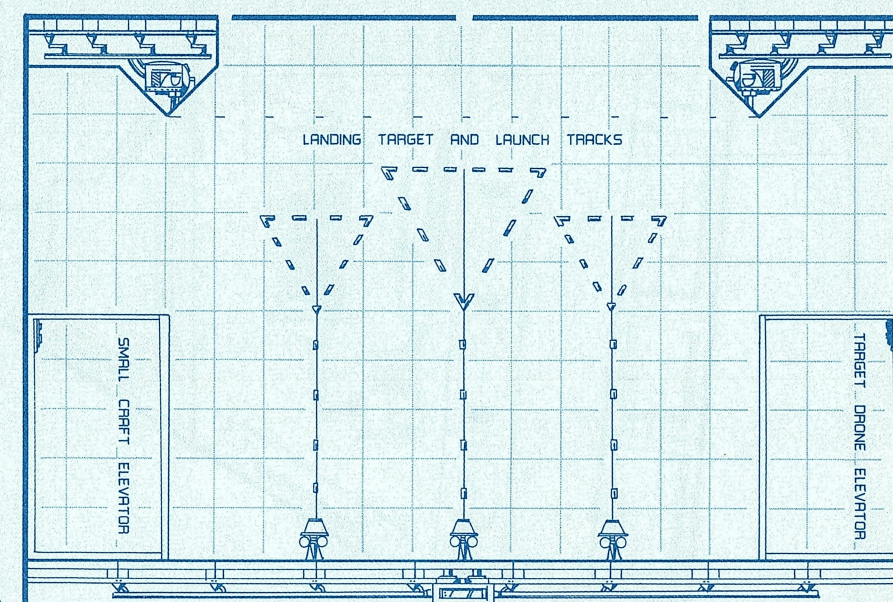 LANDING TARGET AND LAUNCH TRACKS
SMALL CRAFT ELEVATOR
TARGET DRONE ELEVATOR